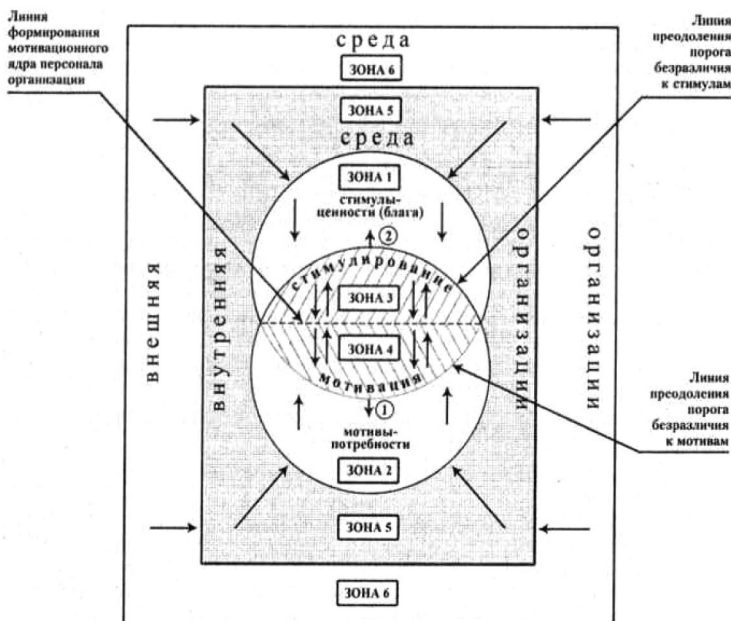 Линия
формирования
мотивационного
ядра персонала
организации
Линия
преодоления
порога
безразличия
к стимулам
среда
ЗОНА 6
ЗОНА 5
среда
ЗОНА 1
стимулы-
ценности (блага)
2
стимулирование
ЗОНА 3
ЗОНА 4
мотивация
1
мотивы-
потребности
ЗОНА 2
ЗОНА 5
ЗОНА 6
внешняя
внутренняя
организации
организации
Линия
преодоления
порога
безразличия
к мотивам